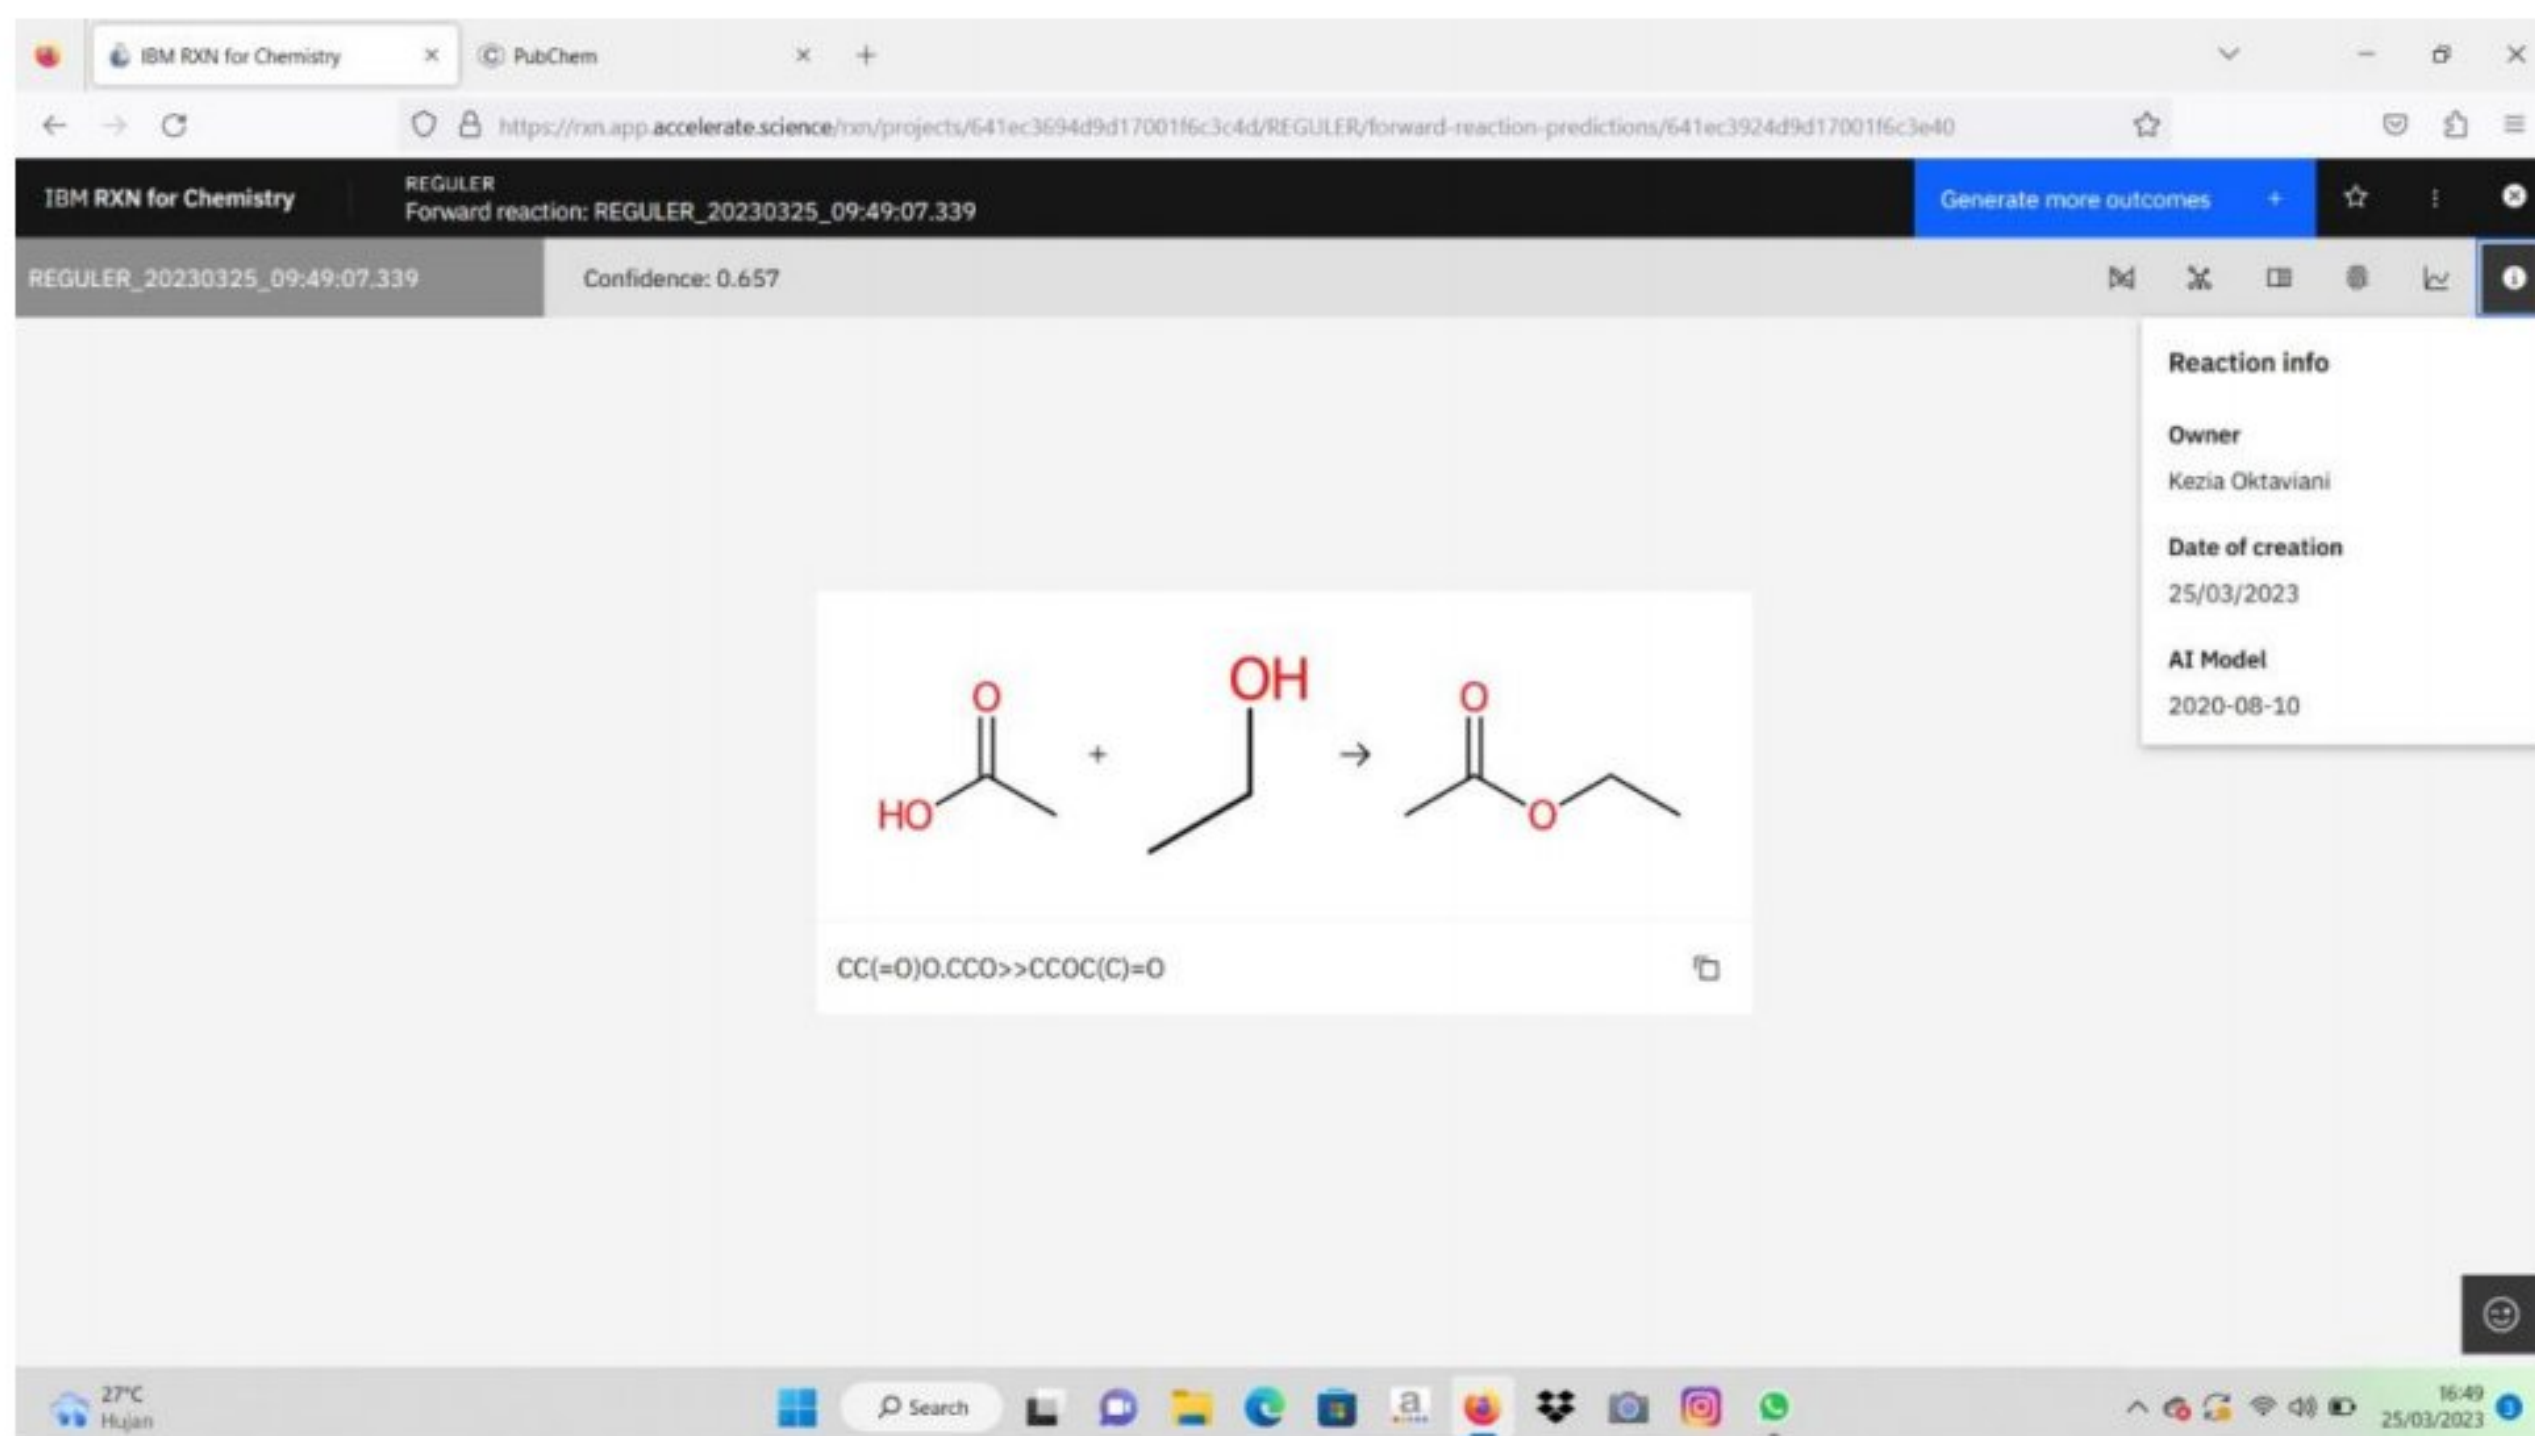 IBM RXN for Chemistry
PubChem
https://rxn.app.accelerate.science/rxn/projects/641ec3694d9d17001f6c3c4d/REGULER/forward-reaction-predictions/641ec3924d9d17001f6c3e40
IBM RXN for Chemistry
REGULER
Forward reaction: REGULER_20230325_09:49:07.339
Generate more outcomes +
REGULER_20230325_09:49:07.339
Confidence: 0.657
Reaction info
Owner
Kezia Oktaviani
Date of creation
25/03/2023
AI Model
2020-08-10
O
HO
+
OH
→
O
O
CC(=O)O.CCO>>CCOC(C)=O
27°C
Hujan
Search
a
16:49
25/03/2023
3